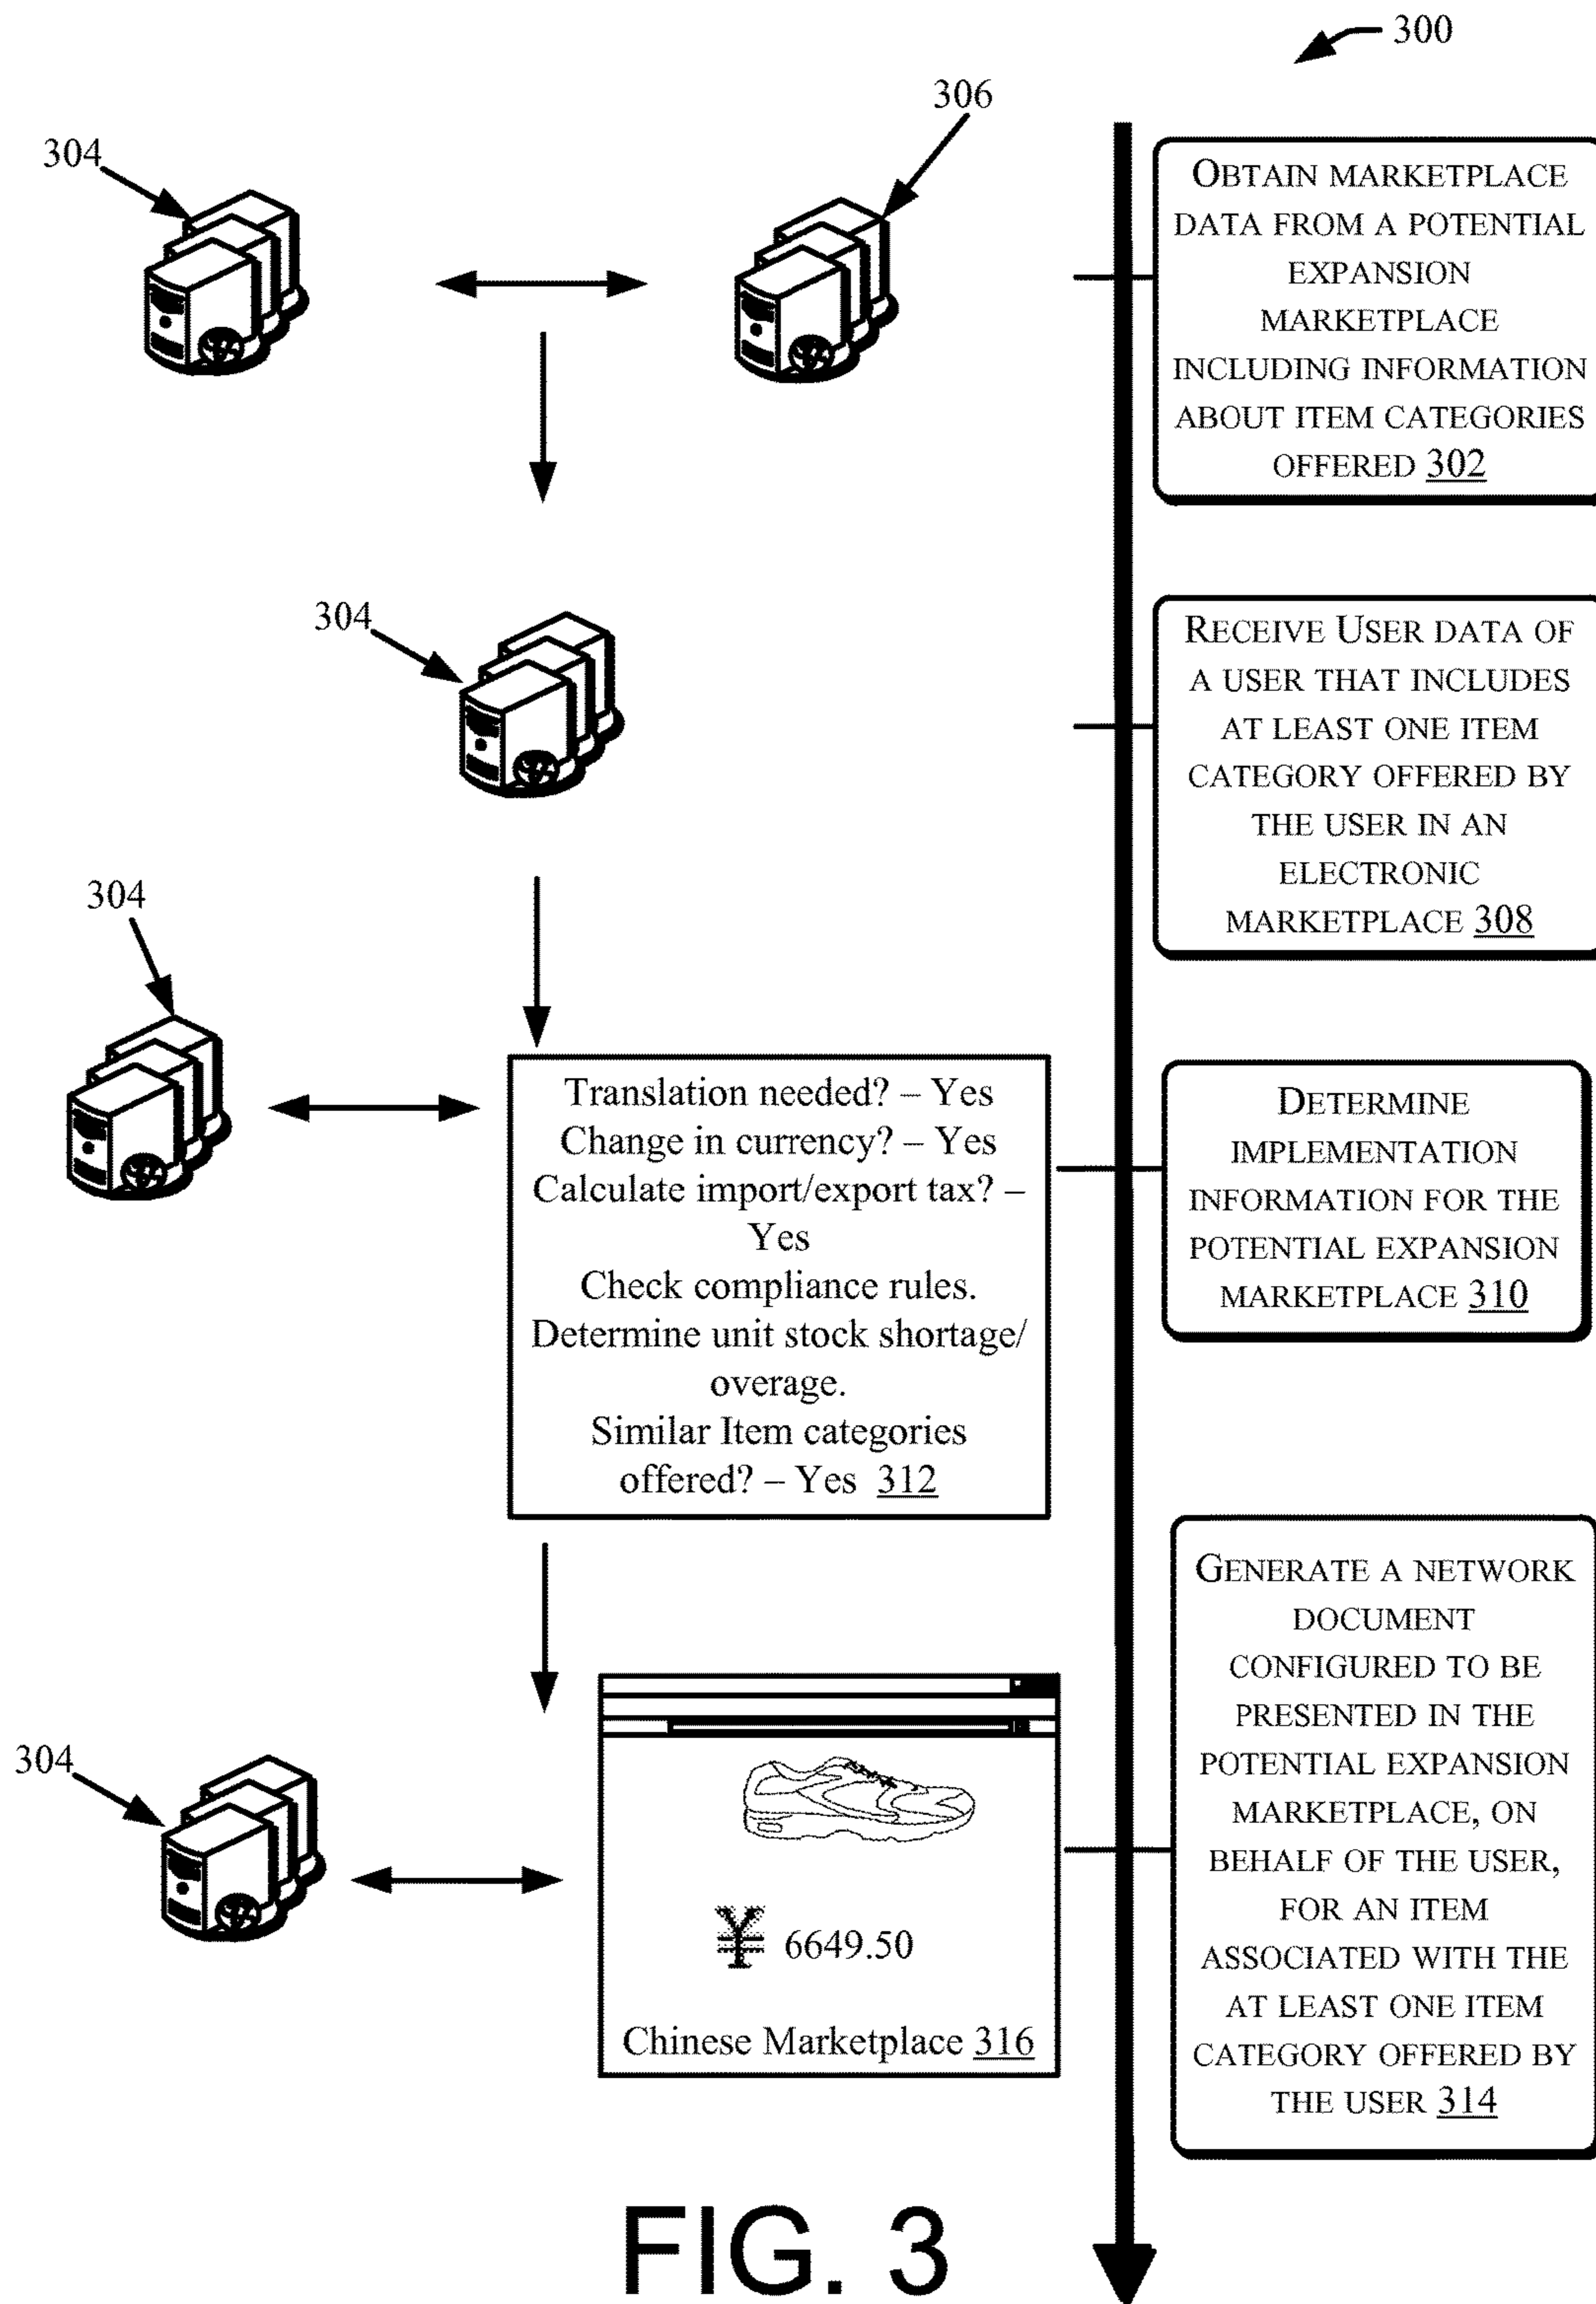 300
306
304
OBTAIN MARKETPLACE
DATA FROM A POTENTIAL
EXPANSION
MARKETPLACE
INCLUDING INFORMATION
ABOUT ITEM CATEGORIES
OFFERED 302
304
RECEIVE USER DATA OF
A USER THAT INCLUDES
AT LEAST ONE ITEM
CATEGORY OFFERED BY
THE USER IN AN
ELECTRONIC
MARKETPLACE 308
304
Translation needed? – Yes
Change in currency? – Yes
Calculate import/export tax? –
Yes
Check compliance rules.
Determine unit stock shortage/
overage.
Similar Item categories
offered? – Yes 312
DETERMINE
IMPLEMENTATION
INFORMATION FOR THE
POTENTIAL EXPANSION
MARKETPLACE 310
304
¥ 6649.50
Chinese Marketplace 316
GENERATE A NETWORK
DOCUMENT
CONFIGURED TO BE
PRESENTED IN THE
POTENTIAL EXPANSION
MARKETPLACE, ON
BEHALF OF THE USER,
FOR AN ITEM
ASSOCIATED WITH THE
AT LEAST ONE ITEM
CATEGORY OFFERED BY
THE USER 314
FIG. 3